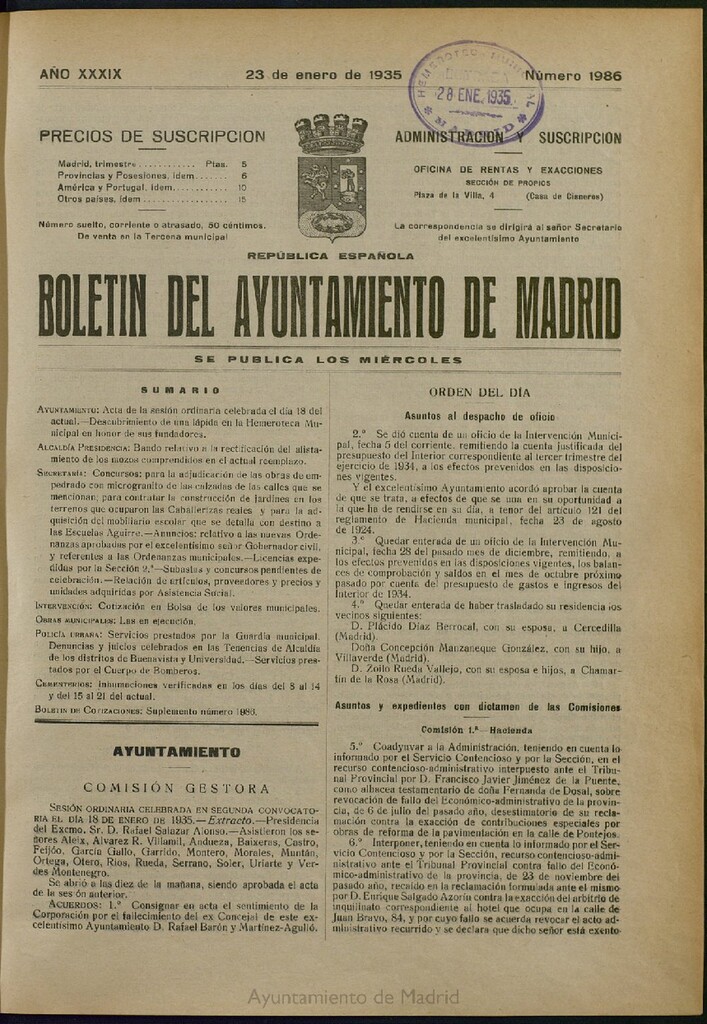 AÑO XXXIX
23 de enero de 1935
Número 1986
HEMEROTECA MUNICIPAL
28 ENE. 1935
MADRID
PRECIOS DE SUSCRIPCION
Madrid, trimestre............ Ptas. 5
Provincias y Posesiones, ídem....... 6
América y Portugal, ídem............ 10
Otros países, ídem.................. 15
Número suelto, corriente o atrasado, 50 céntimos.
De venta en la Tercena municipal
ADMINISTRACION Y SUSCRIPCION
OFICINA DE RENTAS Y EXACCIONES
SECCIÓN DE PROPIOS
Plaza de la Villa, 4 (Casa de Cisneros)
La correspondencia se dirigirá al señor Secretario
del excelentísimo Ayuntamiento
REPÚBLICA ESPAÑOLA
BOLETIN DEL AYUNTAMIENTO DE MADRID
SE PUBLICA LOS MIÉRCOLES
SUMARIO
AYUNTAMIENTO: Acta de la sesión ordinaria celebrada el día 18 del
actual.—Descubrimiento de una lápida en la Hemeroteca Mu-
nicipal en honor de sus fundadores.
ALCALDÍA PRESIDENCIA: Bando relativo a la rectificación del alista-
miento de los mozos comprendidos en el actual reemplazo.
SECRETARÍA: Concursos: para la adjudicación de las obras de em-
pedrado con microgranito de las calzadas de las calles que se
mencionan; para contratar la construcción de jardines en los
terrenos que ocuparon las Caballerizas reales y para la ad-
quisición del mobiliario escolar que se detalla con destino a
las Escuelas Aguirre.—Anuncios: relativo a las nuevas Orde-
nanzas aprobadas por el excelentísimo señor Gobernador civil,
y referentes a las Ordenanzas municipales.—Licencias expe-
didas por la Sección 2.ª—Subastas y concursos pendientes de
celebración.—Relación de artículos, proveedores y precios y
unidades adquiridas por Asistencia Social.
INTERVENCIÓN: Cotización en Bolsa de los valores municipales.
OBRAS MUNICIPALES: Las en ejecución.
POLICÍA URBANA: Servicios prestados por la Guardia municipal.
Denuncias y juicios celebrados en las Tenencias de Alcaldía
de los distritos de Buenavista y Universidad.—Servicios pres-
tados por el Cuerpo de Bomberos.
CEMENTERIOS: Inhumaciones verificadas en los días del 8 al 14
y del 15 al 21 del actual.
BOLETIN DE COTIZACIONES: Suplemento número 1986.
AYUNTAMIENTO
COMISIÓN GESTORA
SESIÓN ORDINARIA CELEBRADA EN SEGUNDA CONVOCATO-
RIA EL DIA 18 DE ENERO DE 1935.—Extracto.—Presidencia
del Excmo. Sr. D. Rafael Salazar Alonso.—Asistieron los se-
ñores Aleix, Alvarez R. Villamil, Andueza, Baixeras, Castro,
Feijóo, García Gallo, Garrido, Montero, Morales, Muntán,
Ortega, Otero, Ríos, Rueda, Serrano, Soler, Uriarte y Ver-
des Montenegro.
Se abrió a las diez de la mañana, siendo aprobada el acta
de la sesión anterior.
ACUERDOS: 1.º Consignar en acta el sentimiento de la
Corporación por el fallecimiento del ex Concejal de este ex-
celentísimo Ayuntamiento D. Rafael Barón y Martínez-Agulló.
ORDEN DEL DÍA
Asuntos al despacho de oficio
2.º Se dió cuenta de un oficio de la Intervención Munici-
pal, fecha 5 del corriente, remitiendo la cuenta justificada del
presupuesto del Interior correspondiente al tercer trimestre del
ejercicio de 1934, a los efectos prevenidos en las disposicio-
nes vigentes.
Y el excelentísimo Ayuntamiento acordó aprobar la cuenta
de que se trata, a efectos de que se una en su oportunidad a
la que ha de rendirse en su día, a tenor del artículo 121 del
reglamento de Hacienda municipal, fecha 23 de agosto
de 1924.
3.º Quedar enterada de un oficio de la Intervención Mu-
nicipal, fecha 28 del pasado mes de diciembre, remitiendo, a
los efectos prevenidos en las disposiciones vigentes, los balan-
ces de comprobación y saldos en el mes de octubre próximo
pasado por cuenta del presupuesto de gastos e ingresos del
Interior de 1934.
4.º Quedar enterada de haber trasladado su residencia los
vecinos siguientes:
D. Plácido Díaz Berrocal, con su esposa, a Cercedilla
(Madrid).
Doña Concepción Manzaneque González, con su hijo, a
Villaverde (Madrid).
D. Zoilo Rueda Vallejo, con su esposa e hijos, a Chamar-
tín de la Rosa (Madrid).
Asuntos y expedientes con dictamen de las Comisiones
Comisión 1.ª—Hacienda
5.º Coadyuvar a la Administración, teniendo en cuenta lo
informado por el Servicio Contencioso y por la Sección, en el
recurso contencioso-administrativo interpuesto ante el Tribu-
nal Provincial por D. Francisco Javier Jiménez de la Puente,
como albacea testamentario de doña Fernanda de Dosal, sobre
revocación de fallo del Económico-administrativo de la provin-
cia, de 6 de julio del pasado año, desestimatorio de su recla-
mación contra la exacción de contribuciones especiales por
obras de reforma de la pavimentación en la calle de Pontejos.
6.º Interponer, teniendo en cuenta lo informado por el Ser-
vicio Contencioso y por la Sección, recurso contencioso-admi-
nistrativo ante el Tribunal Provincial contra fallo del Econó-
mico-administrativo de la provincia, de 23 de noviembre del
pasado año, recaído en la reclamación formulada ante el mismo
por D. Enrique Salgado Azorín contra la exacción del arbitrio de
inquilinato correspondiente al hotel que ocupa en la calle de
Juan Bravo, 84, y por cuyo fallo se acuerda revocar el acto ad-
ministrativo recurrido y se declara que dicho señor está exento
Ayuntamiento de Madrid